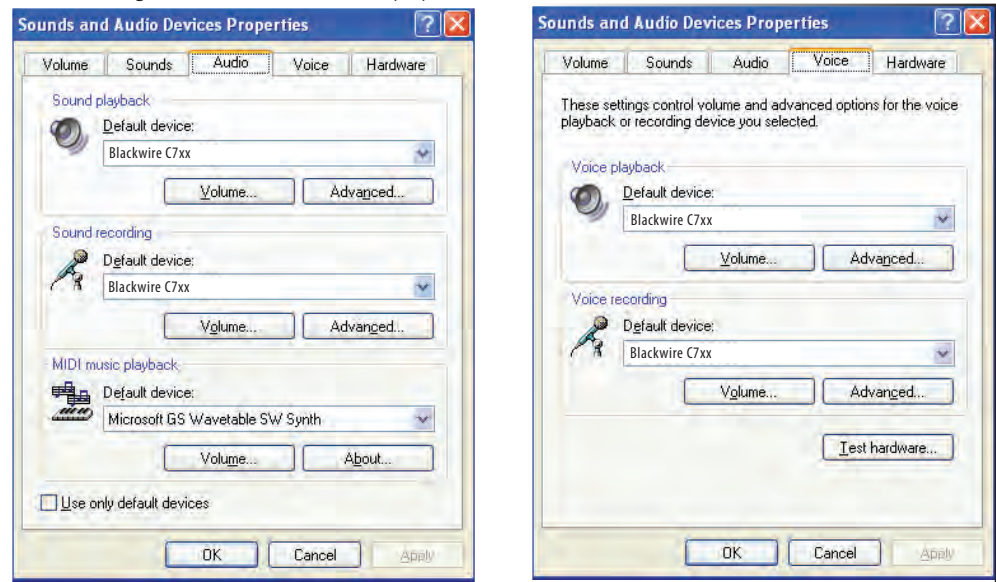 Sounds and Audio Devices Properties
Volume Sounds Audio Voice Hardware
Sound playback
Default device:
Blackwire C7xx
Volume... Advanced...
Sound recording
Default device:
Blackwire C7xx
Volume... Advanced...
MIDI music playback
Default device:
Microsoft GS Wavetable SW Synth
Volume... About...
Use only default devices
OK Cancel Apply
Sounds and Audio Devices Properties
Volume Sounds Audio Voice Hardware
These settings control volume and advanced options for the voice
playback or recording device you selected.
Voice playback
Default device:
Blackwire C7xx
Volume... Advanced...
Voice recording
Default device:
Blackwire C7xx
Volume... Advanced...
Test hardware...
OK Cancel Apply